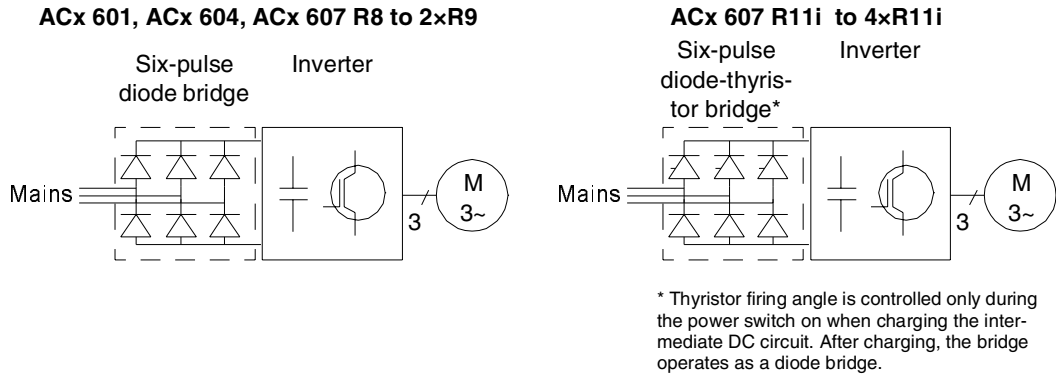 ACx 601, ACx 604, ACx 607 R8 to 2×R9
Six-pulse
diode bridge
Inverter
Mains
3
M
3~
ACx 607 R11i to 4×R11i
Six-pulse
diode-thyris-
tor bridge*
Inverter
Mains
3
M
3~
* Thyristor firing angle is controlled only during
the power switch on when charging the inter-
mediate DC circuit. After charging, the bridge
operates as a diode bridge.